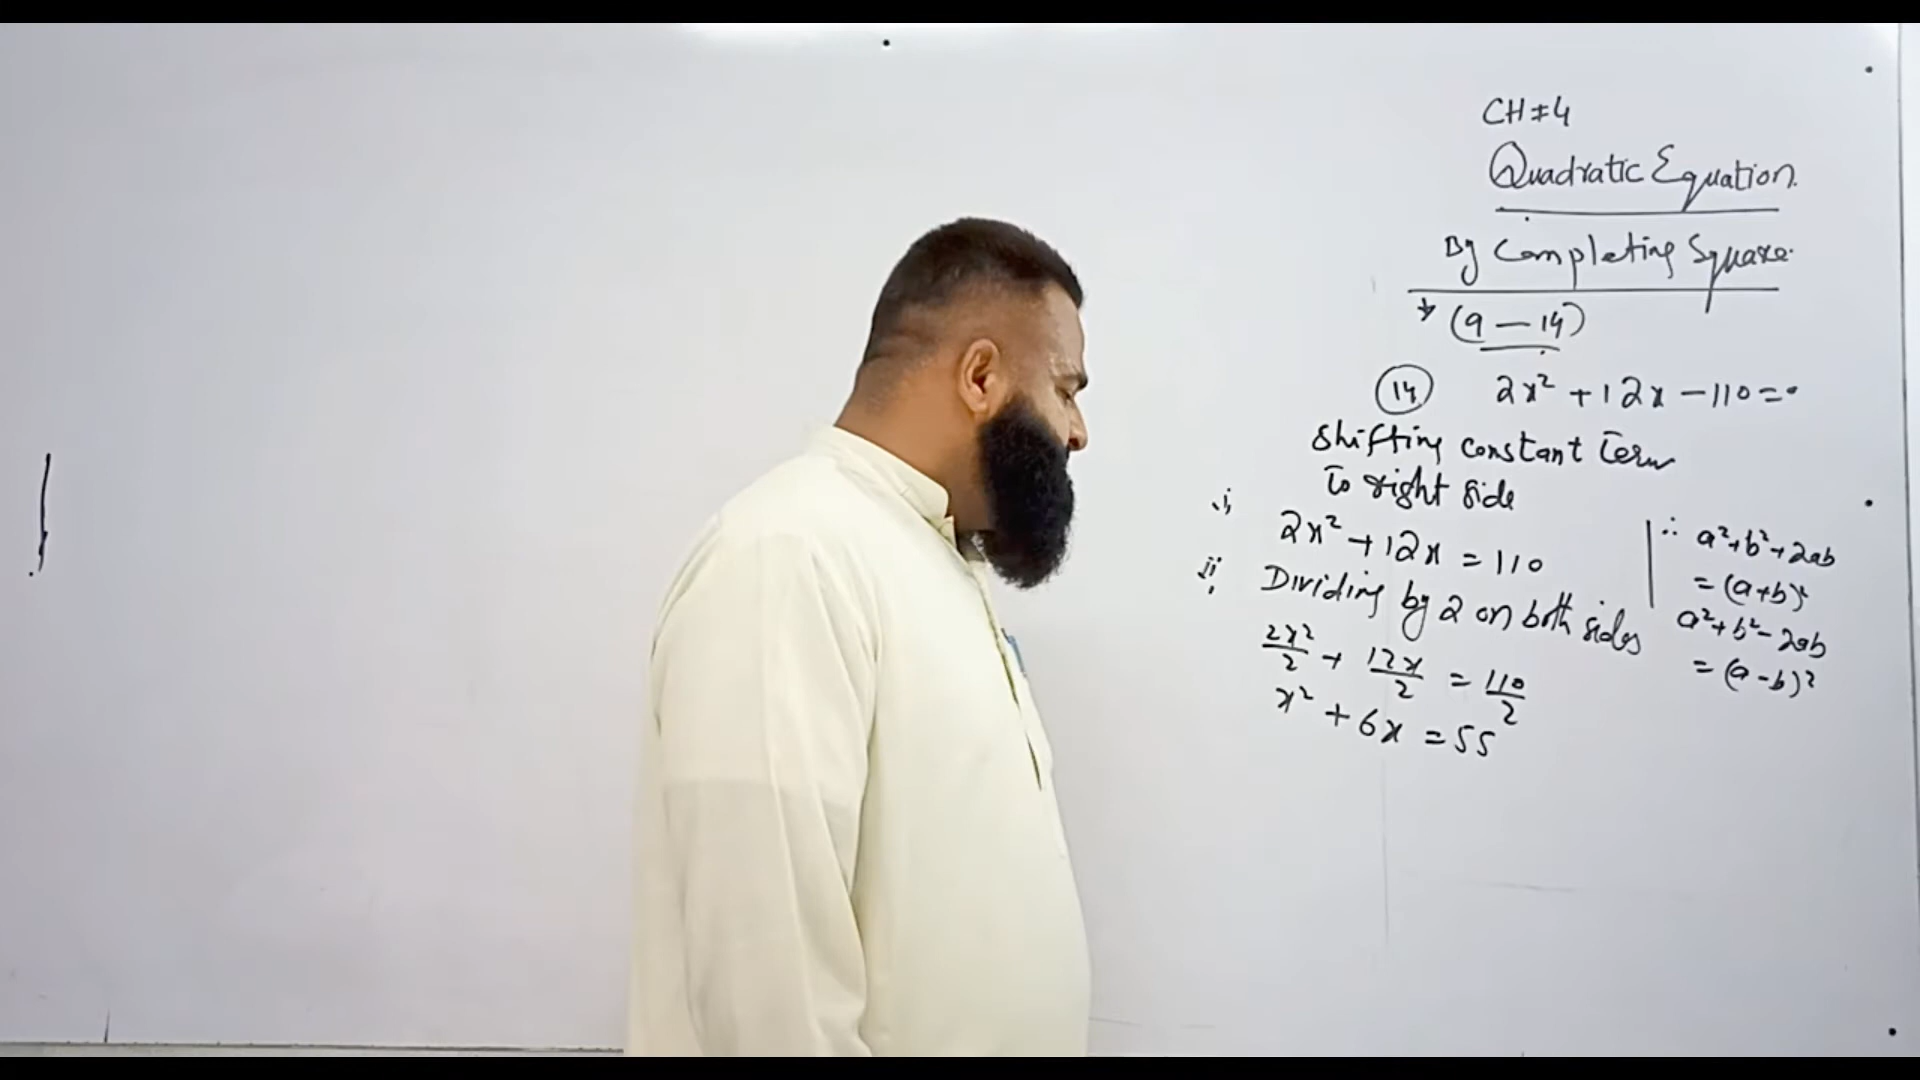 CH#4
Quadratic Equation.
By Completing Square.
(9 — 14)
14 2x² + 12x - 110 = 0
Shifting constant Term
To right side
i, 2x² + 12x = 110
ii, Dividing by 2 on both sides
2x²/2 + 12x/2 = 110/2
x² + 6x = 55
∴ a²+b²+2ab
= (a+b)²
a²+b²-2ab
= (a-b)²